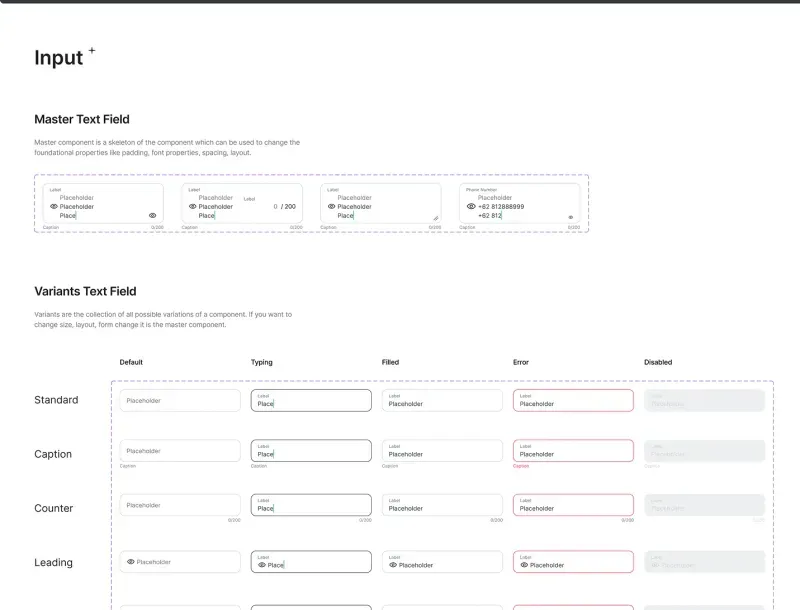 Input +
Master Text Field
Master component is a skeleton of the component which can be used to change the
foundational properties like padding, font properties, spacing, layout.
Label
Placeholder
Placeholder
Place
Caption 0/200
Label
Placeholder
Placeholder
Place
Label
0 / 200
Caption 0/200
Label
Placeholder
Placeholder
Place
Caption 0/200
Phone Number
Placeholder
+62 812888999
+62 812
Caption 0/200
Variants Text Field
Variants are the collection of all possible variations of a component. If you want to
change size, layout, form change it is the master component.
Default Typing Filled Error Disabled
Standard
Placeholder
Label
Place
Label
Placeholder
Label
Placeholder
Caption
Placeholder
Caption
Label
Place
Caption
Label
Placeholder
Caption
Label
Placeholder
Caption
Counter
Placeholder
0/200
Label
Place
0/200
Label
Placeholder
0/200
Label
Placeholder
0/200
Leading
Placeholder
Label
Place
Label
Placeholder
Label
Placeholder